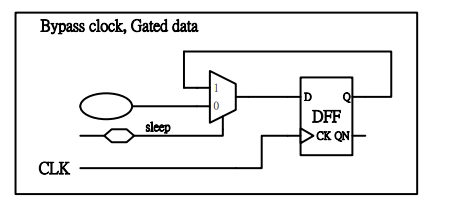 Bypass clock, Gated data
1
0
D
Q
DFF
sleep
CK QN
CLK